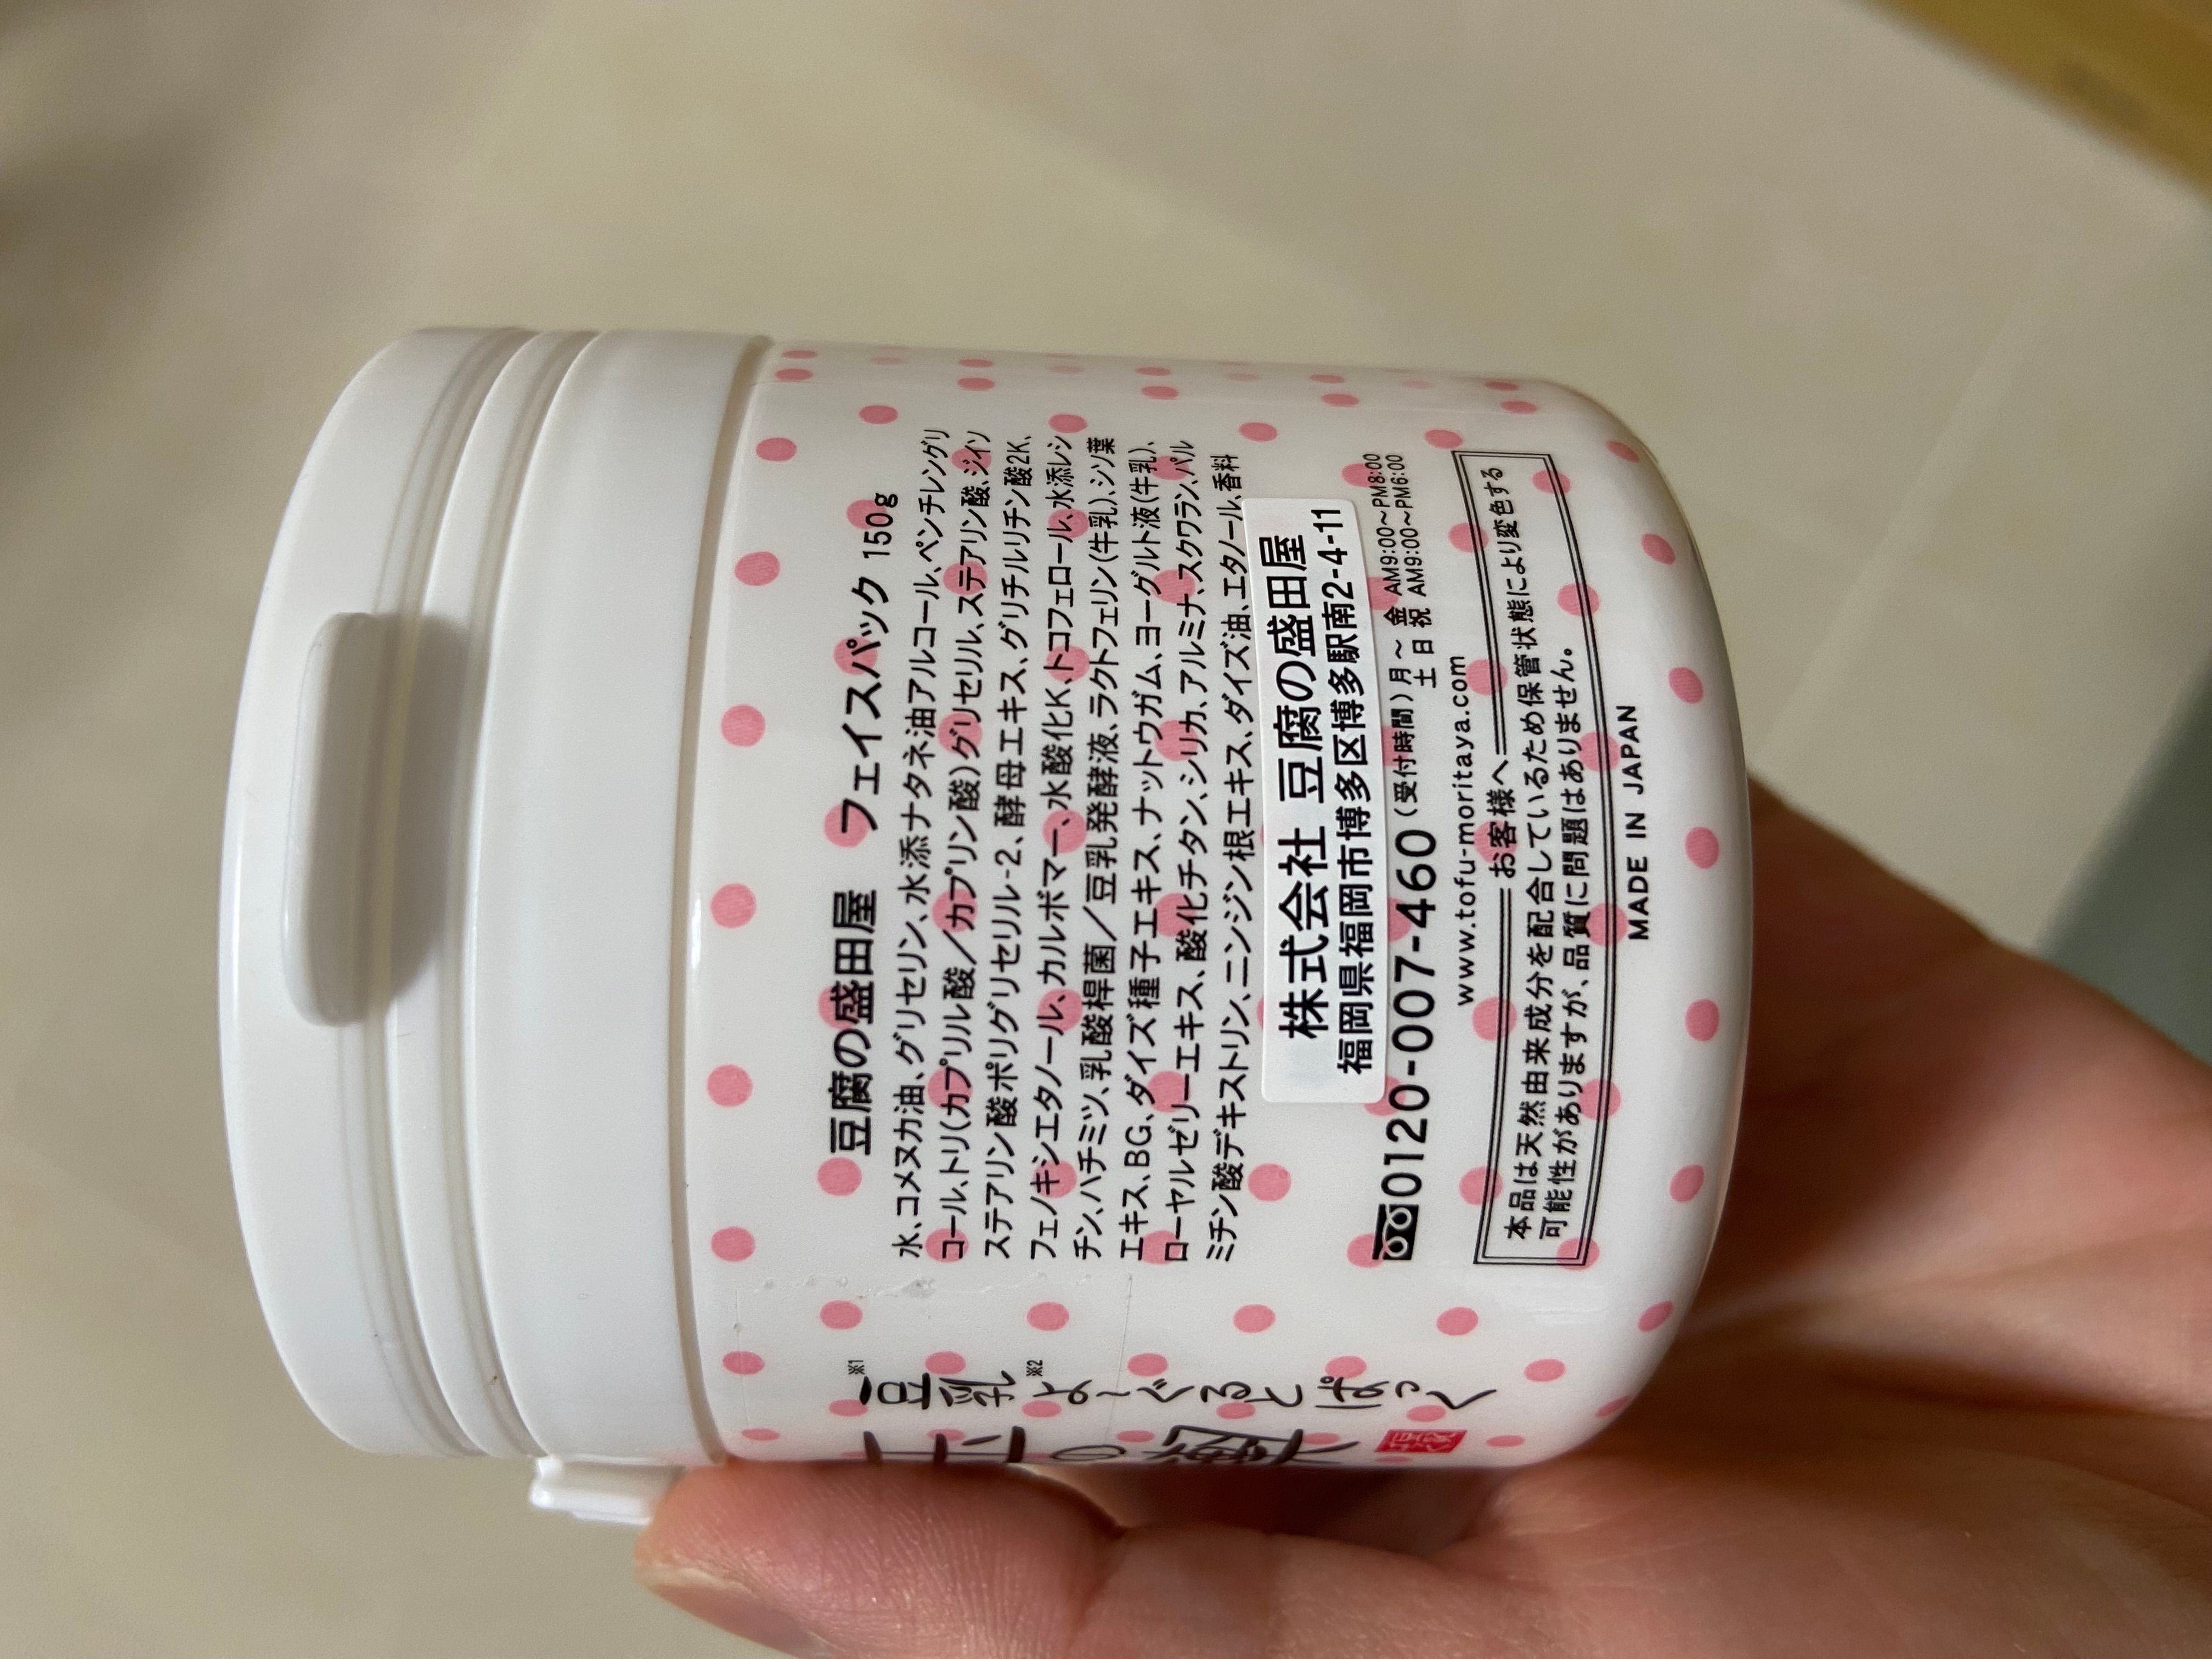 豆腐の盛田屋 フェイスパック 150g
水、コメヌカ油、グリセリン、水添ナタネ油アルコール、ペンチレングリ
コール、トリ(カプリル酸/カプリン酸)グリセリル、ステアリン酸、ジイソ
ステアリン酸ポリグリセリル-2、酵母エキス、グリチルリチン酸2K、
フェノキシエタノール、カルボマー、水酸化K、トコフェロール、水添レシ
チン、ハチミツ、乳酸桿菌/豆乳発酵液、ラクトフェリン(牛乳)、シソ葉
エキス、BG、ダイズ種子エキス、ナットウガム、ヨーグルト液(牛乳)、
ローヤルゼリーエキス、酸化チタン、シリカ、アルミナ、スクワラン、パル
ミチン酸デキストリン、ニンジン根エキス、ダイズ油、エタノール、香料
株式会社 豆腐の盛田屋
福岡県福岡市博多区博多駅南2-4-11
0120-007-460 (受付時間) 月~金 AM9:00~PM8:00
土日祝 AM9:00~PM6:00
www.tofu-moritaya.com
お客様へ
本品は天然由来成分を配合しているため保管状態により変色する
可能性がありますが、品質に問題はありません。
MADE IN JAPAN
豆乳※1よーぐるとぱっく※2